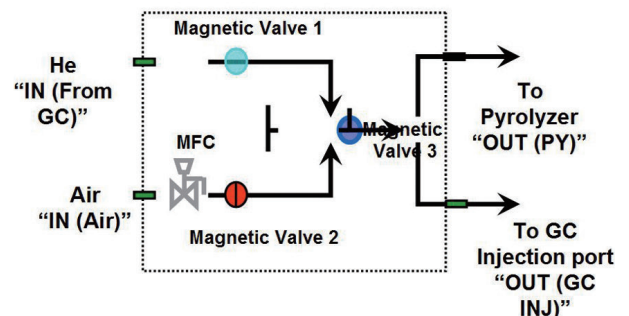 Magnetic Valve 1
He
“IN (From
GC)”
MFC
Magnetic
Valve 3
To
Pyrolyzer
“OUT (PY)”
Air
“IN (Air)”
Magnetic Valve 2
To GC
Injection port
“OUT (GC
INJ)”